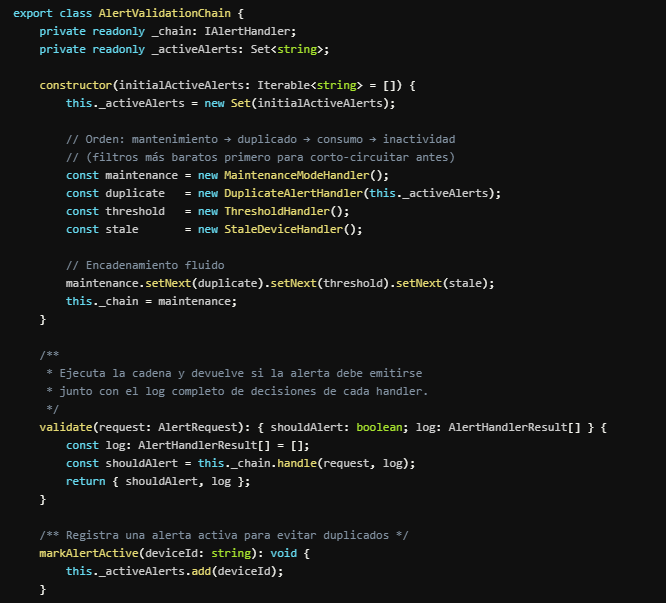 export class AlertValidationChain {
    private readonly _chain: IAlertHandler;
    private readonly _activeAlerts: Set<string>;

    constructor(initialActiveAlerts: Iterable<string> = []) {
        this._activeAlerts = new Set(initialActiveAlerts);

        // Orden: mantenimiento → duplicado → consumo → inactividad
        // (filtros más baratos primero para corto-circuitar antes)
        const maintenance = new MaintenanceModeHandler();
        const duplicate   = new DuplicateAlertHandler(this._activeAlerts);
        const threshold   = new ThresholdHandler();
        const stale       = new StaleDeviceHandler();

        // Encadenamiento fluido
        maintenance.setNext(duplicate).setNext(threshold).setNext(stale);
        this._chain = maintenance;
    }

    /**
     * Ejecuta la cadena y devuelve si la alerta debe emitirse
     * junto con el log completo de decisiones de cada handler.
     */
    validate(request: AlertRequest): { shouldAlert: boolean; log: AlertHandlerResult[] } {
        const log: AlertHandlerResult[] = [];
        const shouldAlert = this._chain.handle(request, log);
        return { shouldAlert, log };
    }

    /** Registra una alerta activa para evitar duplicados */
    markAlertActive(deviceId: string): void {
        this._activeAlerts.add(deviceId);
    }